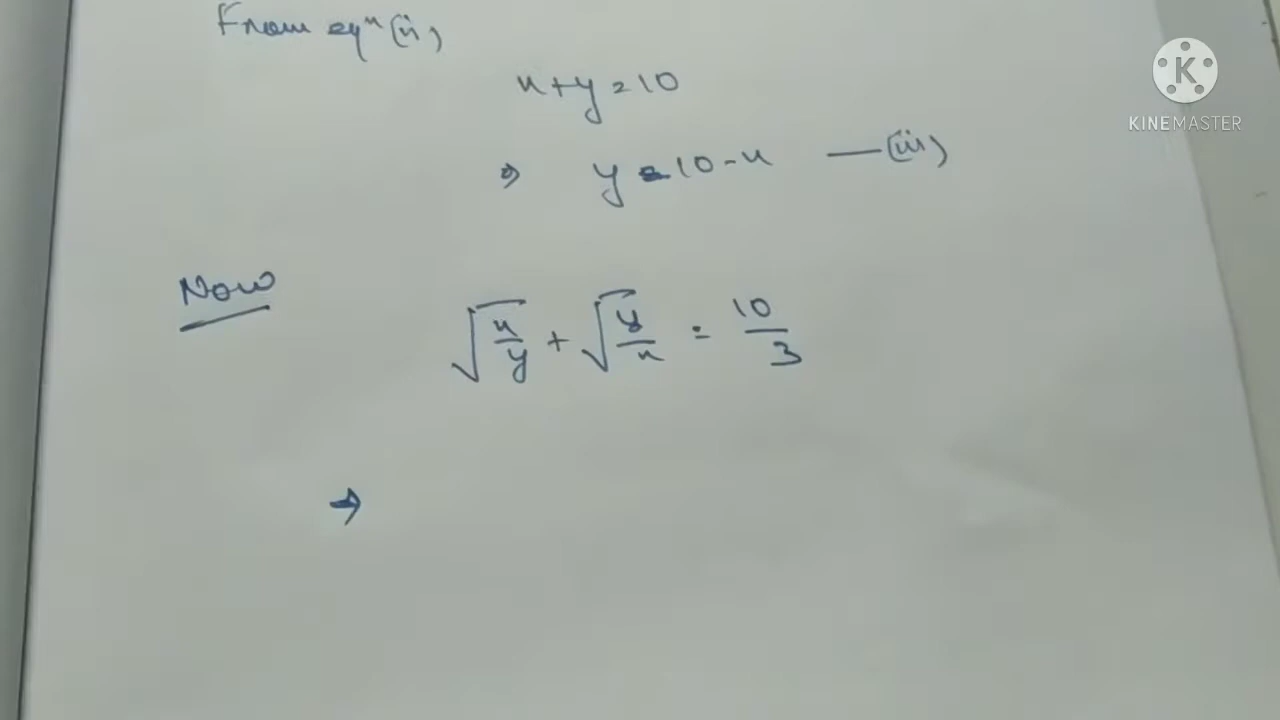 From eqⁿ (ii)
K
KINEMASTER
x+y=10
⇒ y=10-x —(iii)
Now
√(x/y) + √(y/x) = 10/3
⇒